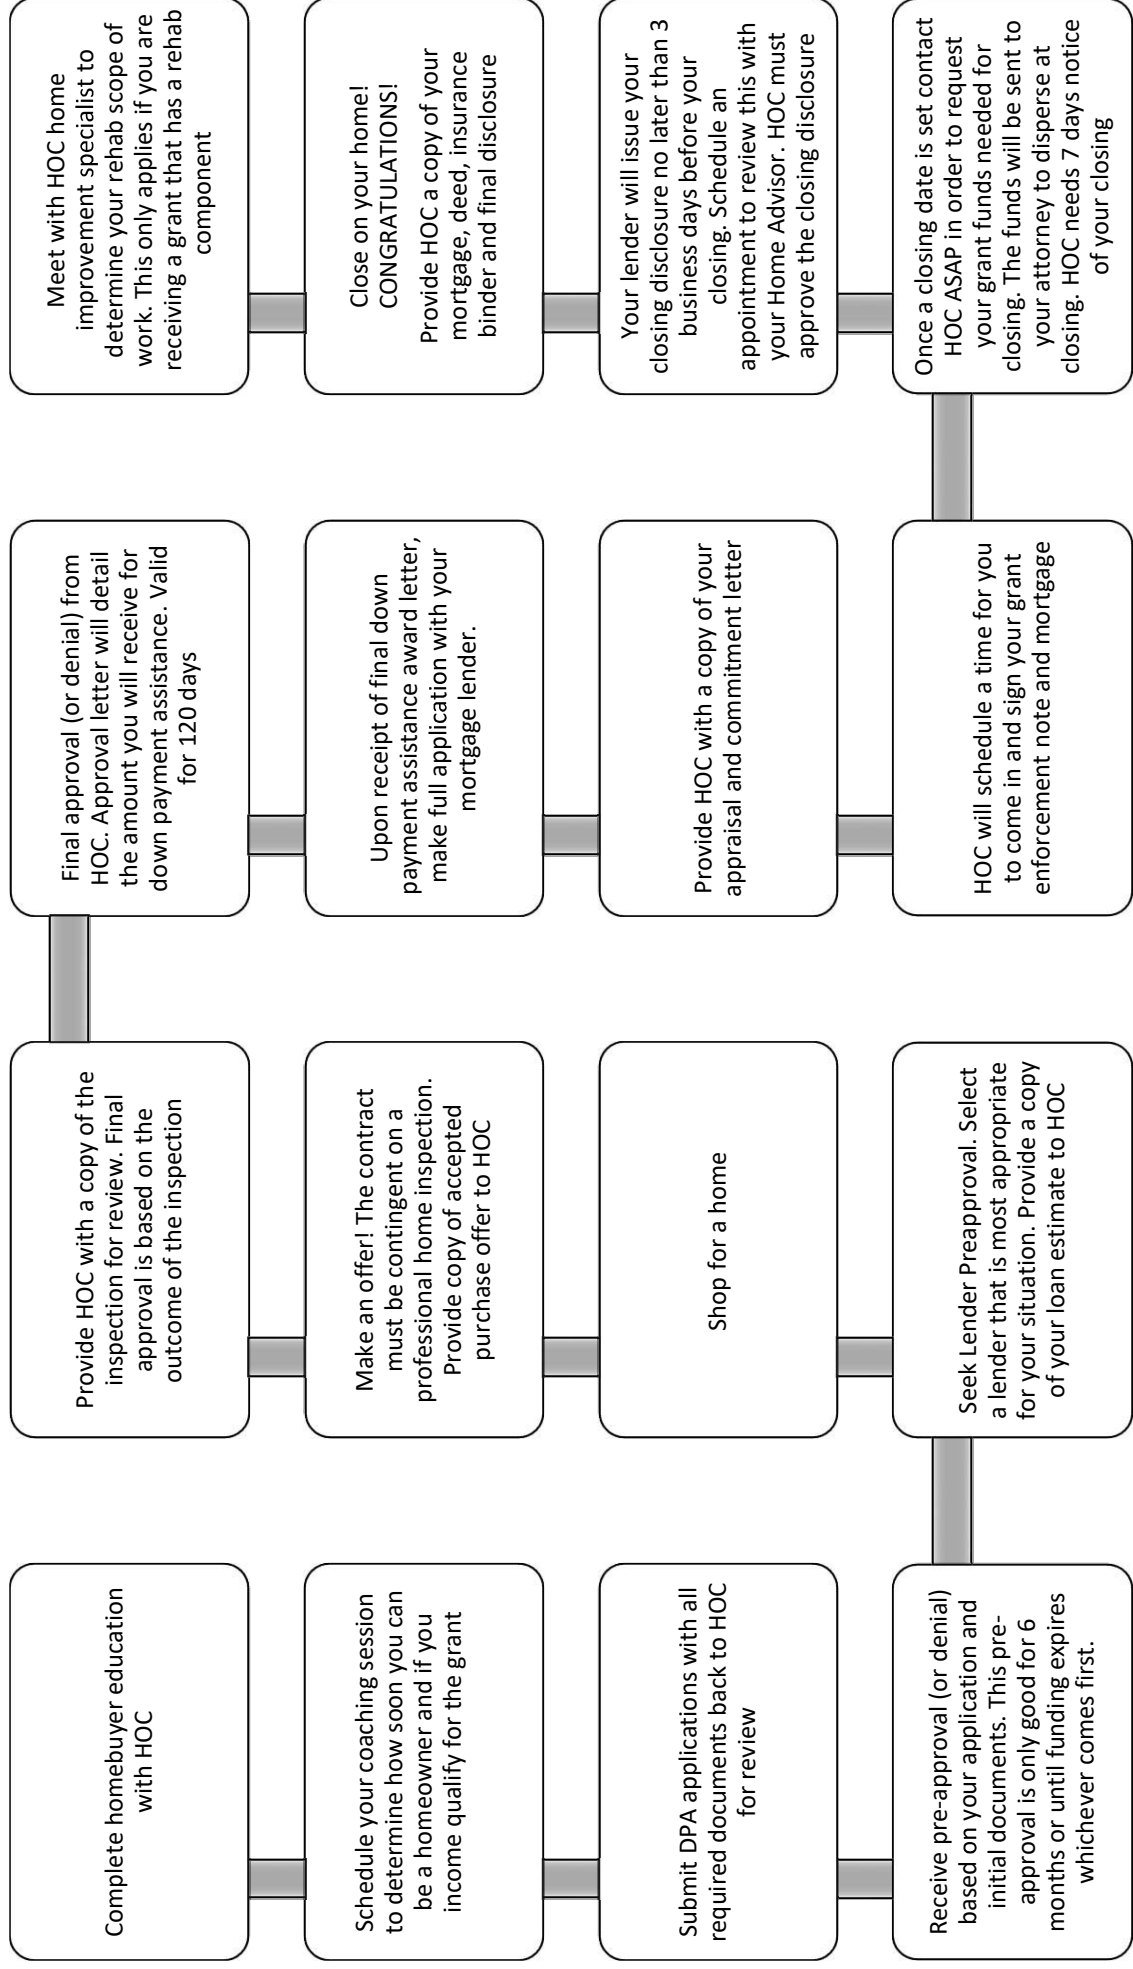 Complete homebuyer education
with HOC
Schedule your coaching session
to determine how soon you can
be a homeowner and if you
income qualify for the grant
Submit DPA applications with all
required documents back to HOC
for review
Receive pre-approval (or denial)
based on your application and
initial documents. This pre-
approval is only good for 6
months or until funding expires
whichever comes first.
Seek Lender Preapproval. Select
a lender that is most appropriate
for your situation. Provide a copy
of your loan estimate to HOC
Shop for a home
Make an offer! The contract
must be contingent on a
professional home inspection.
Provide copy of accepted
purchase offer to HOC
Provide HOC with a copy of the
inspection for review. Final
approval is based on the
outcome of the inspection
Final approval (or denial) from
HOC. Approval letter will detail
the amount you will receive for
down payment assistance. Valid
for 120 days
Upon receipt of final down
payment assistance award letter,
make full application with your
mortgage lender.
Provide HOC with a copy of your
appraisal and commitment letter
HOC will schedule a time for you
to come in and sign your grant
enforcement note and mortgage
Once a closing date is set contact
HOC ASAP in order to request
your grant funds needed for
closing. The funds will be sent to
your attorney to disperse at
closing. HOC needs 7 days notice
of your closing
Your lender will issue your
closing disclosure no later than 3
business days before your
closing. Schedule an
appointment to review this with
your Home Advisor. HOC must
approve the closing disclosure
Close on your home!
CONGRATULATIONS!
Provide HOC a copy of your
mortgage, deed, insurance
binder and final disclosure
Meet with HOC home
improvement specialist to
determine your rehab scope of
work. This only applies if you are
receiving a grant that has a rehab
component